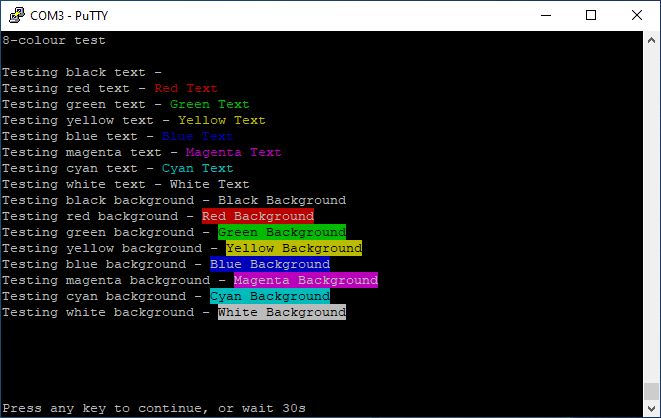 COM3 - PuTTY
8-colour test
Testing black text -
Testing red text - Red Text
Testing green text - Green Text
Testing yellow text - Yellow Text
Testing blue text - Blue Text
Testing magenta text - Magenta Text
Testing cyan text - Cyan Text
Testing white text - White Text
Testing black background - Black Background
Testing red background - Red Background
Testing green background - Green Background
Testing yellow background - Yellow Background
Testing blue background - Blue Background
Testing magenta background - Magenta Background
Testing cyan background - Cyan Background
Testing white background - White Background
Press any key to continue, or wait 30s